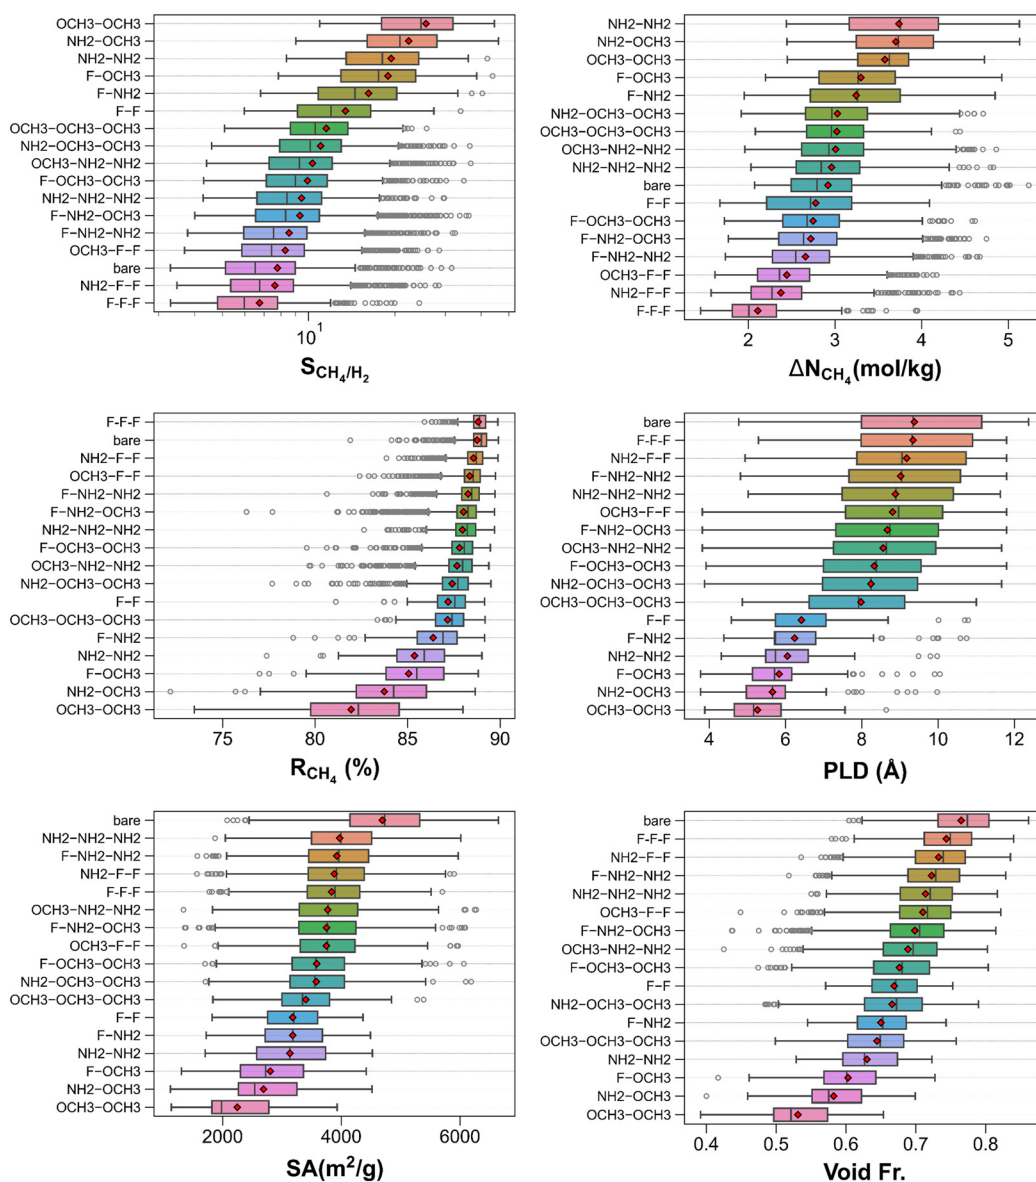 OCH3−OCH3
NH2−OCH3
NH2−NH2
F−OCH3
F−NH2
F−F
OCH3−OCH3−OCH3
NH2−OCH3−OCH3
OCH3−NH2−NH2
F−OCH3−OCH3
NH2−NH2−NH2
F−NH2−OCH3
F−NH2−NH2
OCH3−F−F
bare
NH2−F−F
F−F−F
10¹
S_CH₄/H₂
NH2−NH2
NH2−OCH3
OCH3−OCH3
F−OCH3
F−NH2
NH2−OCH3−OCH3
OCH3−OCH3−OCH3
OCH3−NH2−NH2
NH2−NH2−NH2
bare
F−F
F−OCH3−OCH3
F−NH2−OCH3
F−NH2−NH2
OCH3−F−F
NH2−F−F
F−F−F
2 3 4 5
ΔN_CH₄(mol/kg)
F−F−F
bare
NH2−F−F
OCH3−F−F
F−NH2−NH2
F−NH2−OCH3
NH2−NH2−NH2
F−OCH3−OCH3
OCH3−NH2−NH2
NH2−OCH3−OCH3
F−F
OCH3−OCH3−OCH3
F−NH2
NH2−NH2
F−OCH3
NH2−OCH3
OCH3−OCH3
75 80 85 90
R_CH₄ (%)
bare
F−F−F
NH2−F−F
F−NH2−NH2
NH2−NH2−NH2
OCH3−F−F
F−NH2−OCH3
OCH3−NH2−NH2
F−OCH3−OCH3
NH2−OCH3−OCH3
OCH3−OCH3−OCH3
F−F
F−NH2
NH2−NH2
F−OCH3
NH2−OCH3
OCH3−OCH3
4 6 8 10 12
PLD (Å)
bare
NH2−NH2−NH2
F−NH2−NH2
NH2−F−F
F−F−F
OCH3−NH2−NH2
F−NH2−OCH3
OCH3−F−F
F−OCH3−OCH3
NH2−OCH3−OCH3
OCH3−OCH3−OCH3
F−F
F−NH2
NH2−NH2
F−OCH3
NH2−OCH3
OCH3−OCH3
2000 4000 6000
SA(m²/g)
bare
F−F−F
NH2−F−F
F−NH2−NH2
NH2−NH2−NH2
OCH3−F−F
F−NH2−OCH3
OCH3−NH2−NH2
F−OCH3−OCH3
F−F
NH2−OCH3−OCH3
F−NH2
OCH3−OCH3−OCH3
NH2−NH2
F−OCH3
NH2−OCH3
OCH3−OCH3
0.4 0.5 0.6 0.7 0.8
Void Fr.